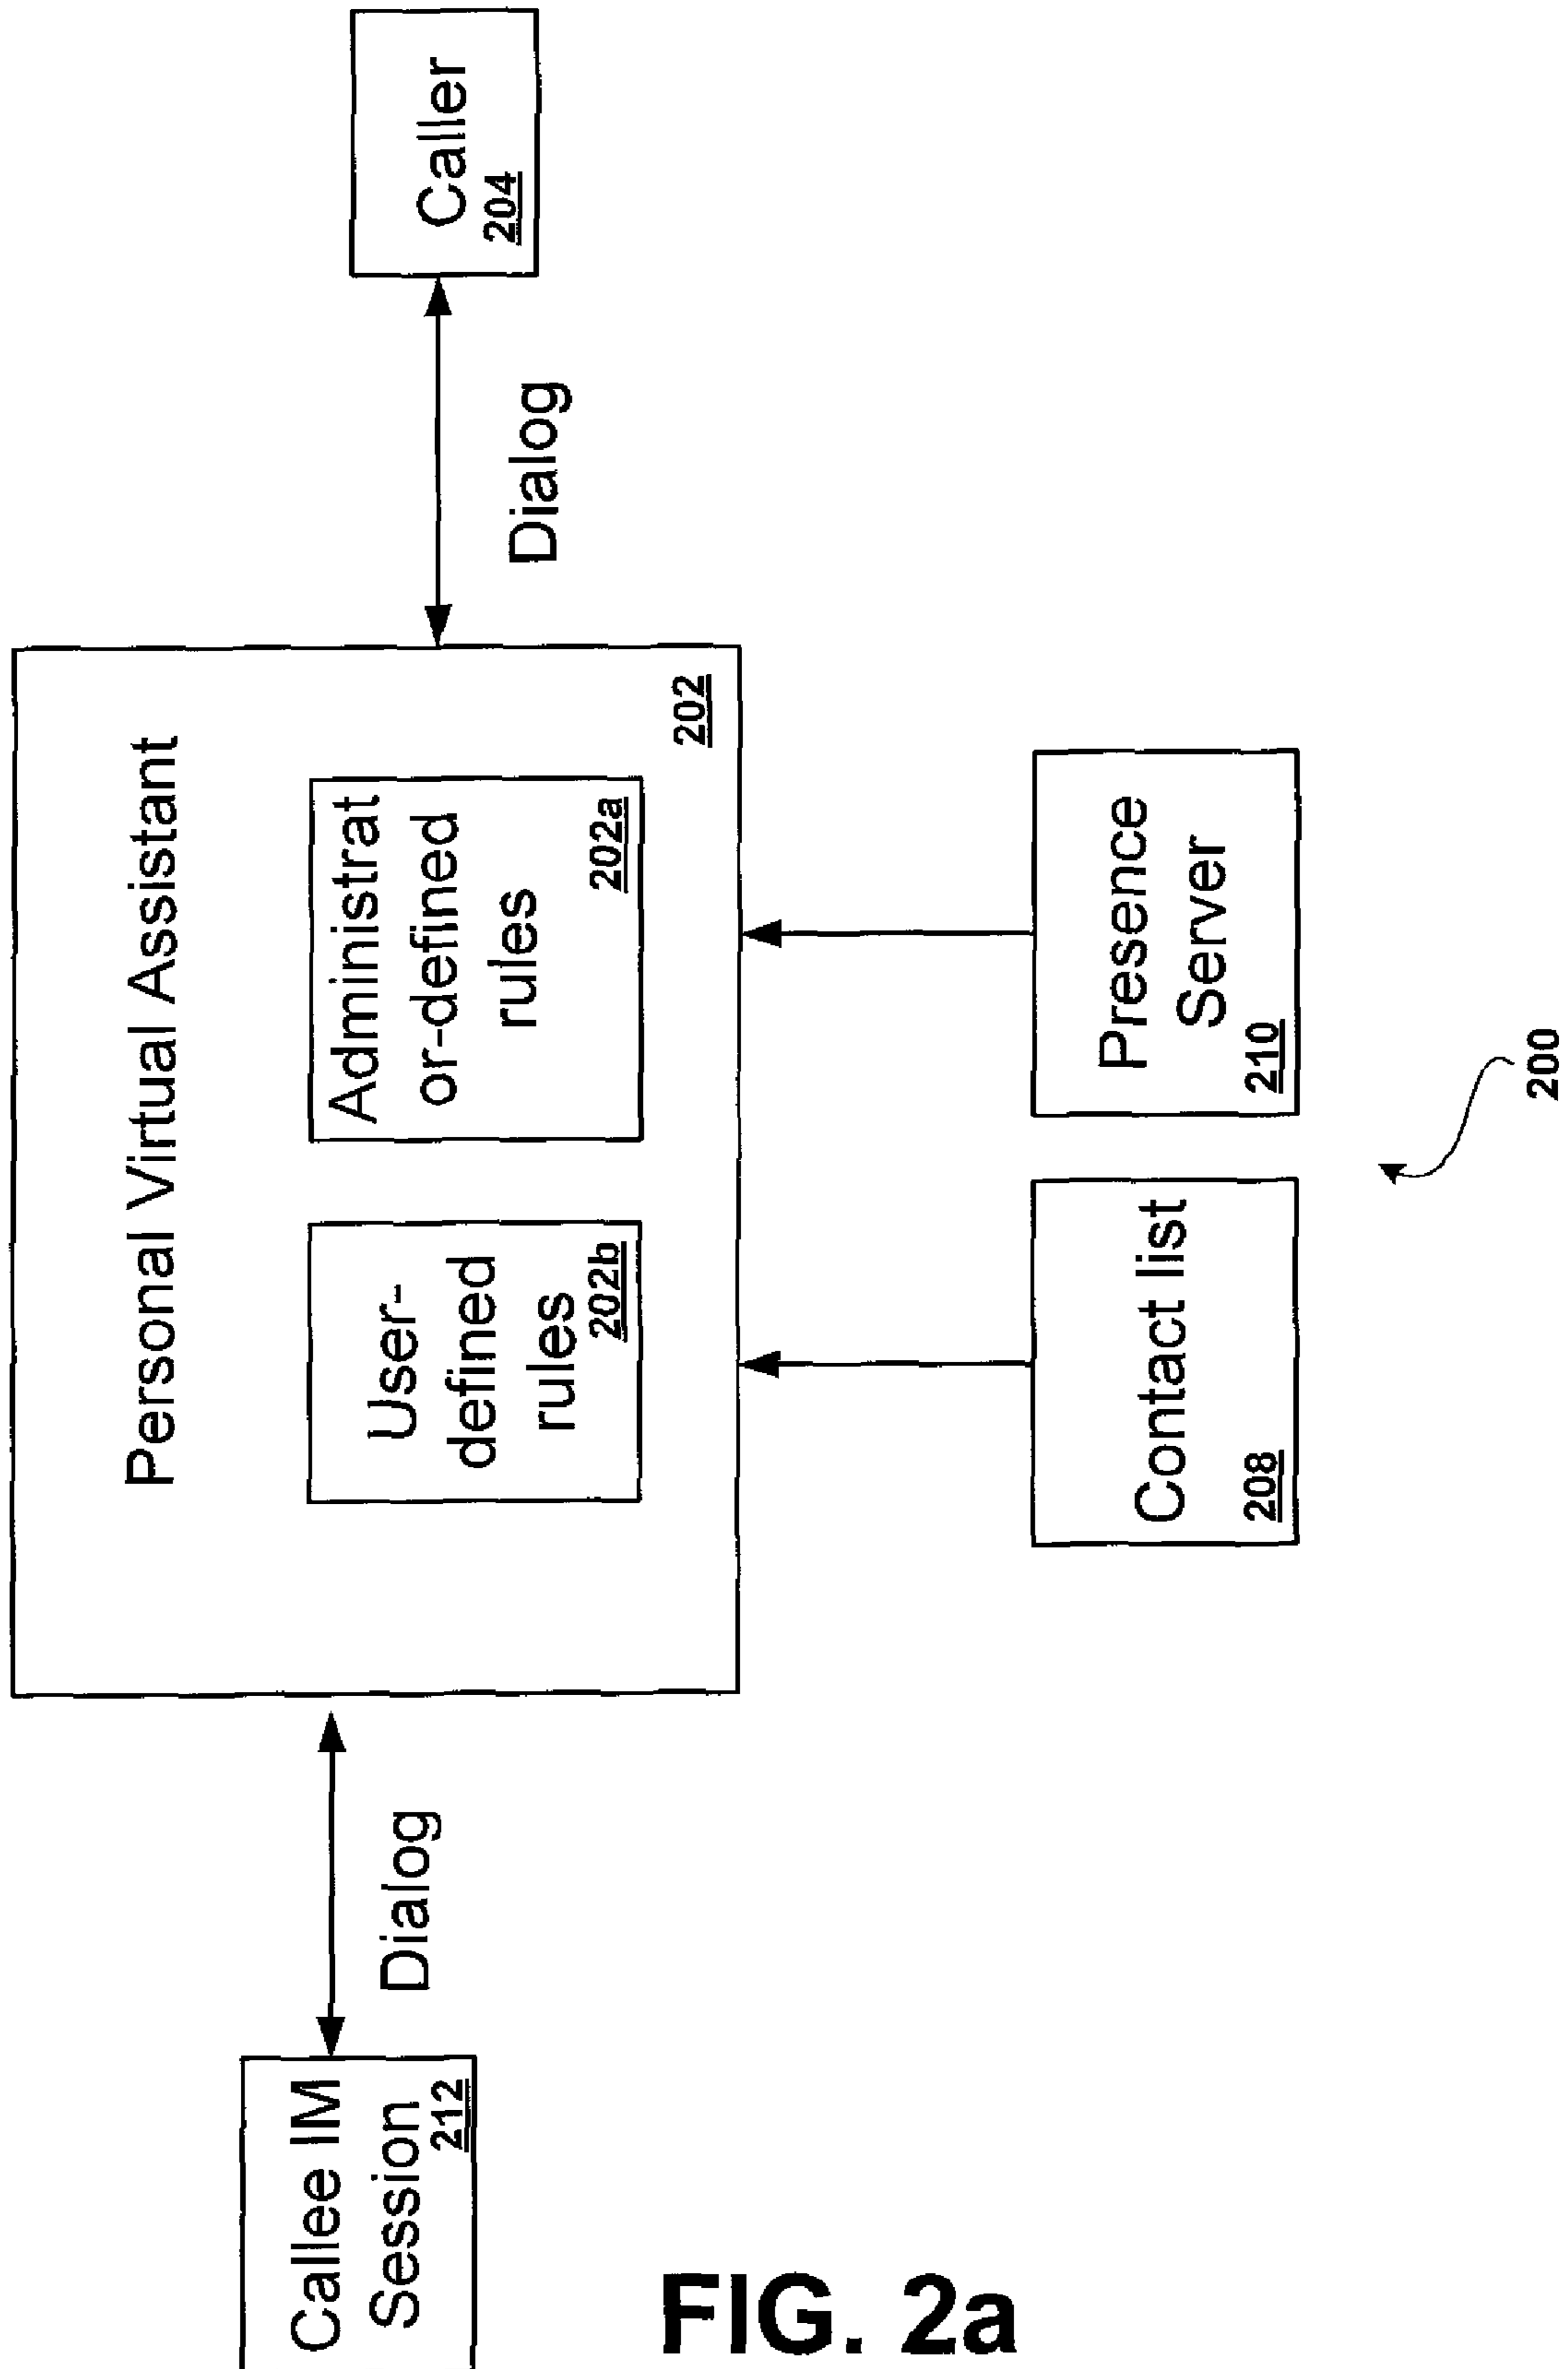 Personal Virtual Assistant
Callee IM
Session
212
Dialog
User-
defined
rules
202b
Administrat
or-defined
rules
202a
202
Dialog
Caller
204
Contact list
208
Presence
Server
210
200
FIG. 2a